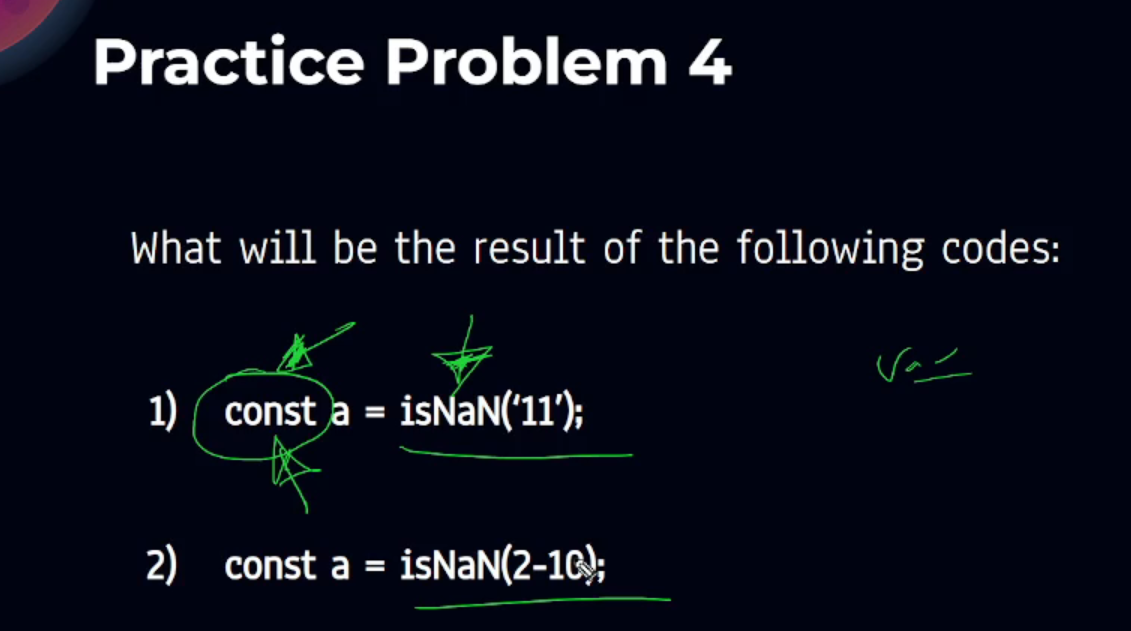 Practice Problem 4
What will be the result of the following codes:
1) const a = isNaN(‘11’);
2) const a = isNaN(2-10);